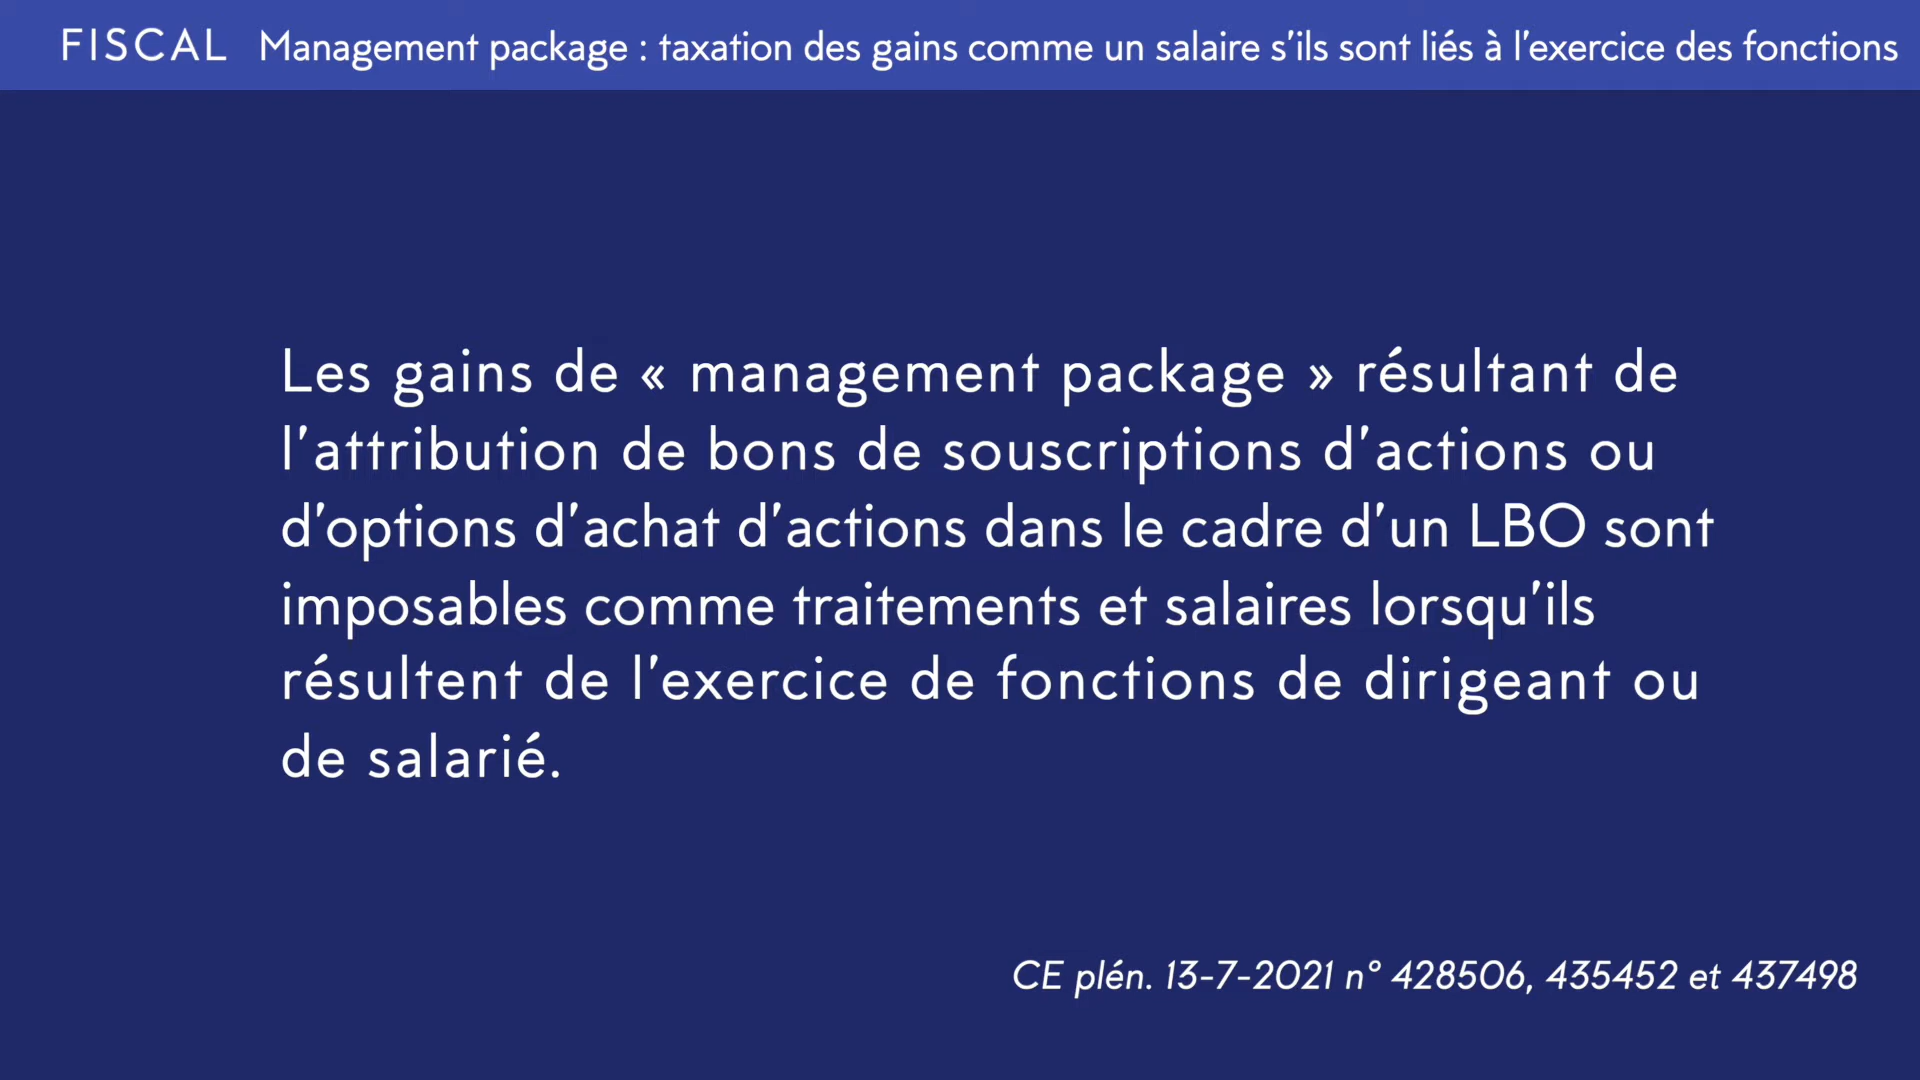 FISCAL Management package : taxation des gains comme un salaire s’ils sont liés à l’exercice des fonctions
Les gains de « management package » résultant de
l’attribution de bons de souscriptions d’actions ou
d’options d’achat d’actions dans le cadre d’un LBO sont
imposables comme traitements et salaires lorsqu’ils
résultent de l’exercice de fonctions de dirigeant ou
de salarié.
CE plén. 13-7-2021 n° 428506, 435452 et 437498